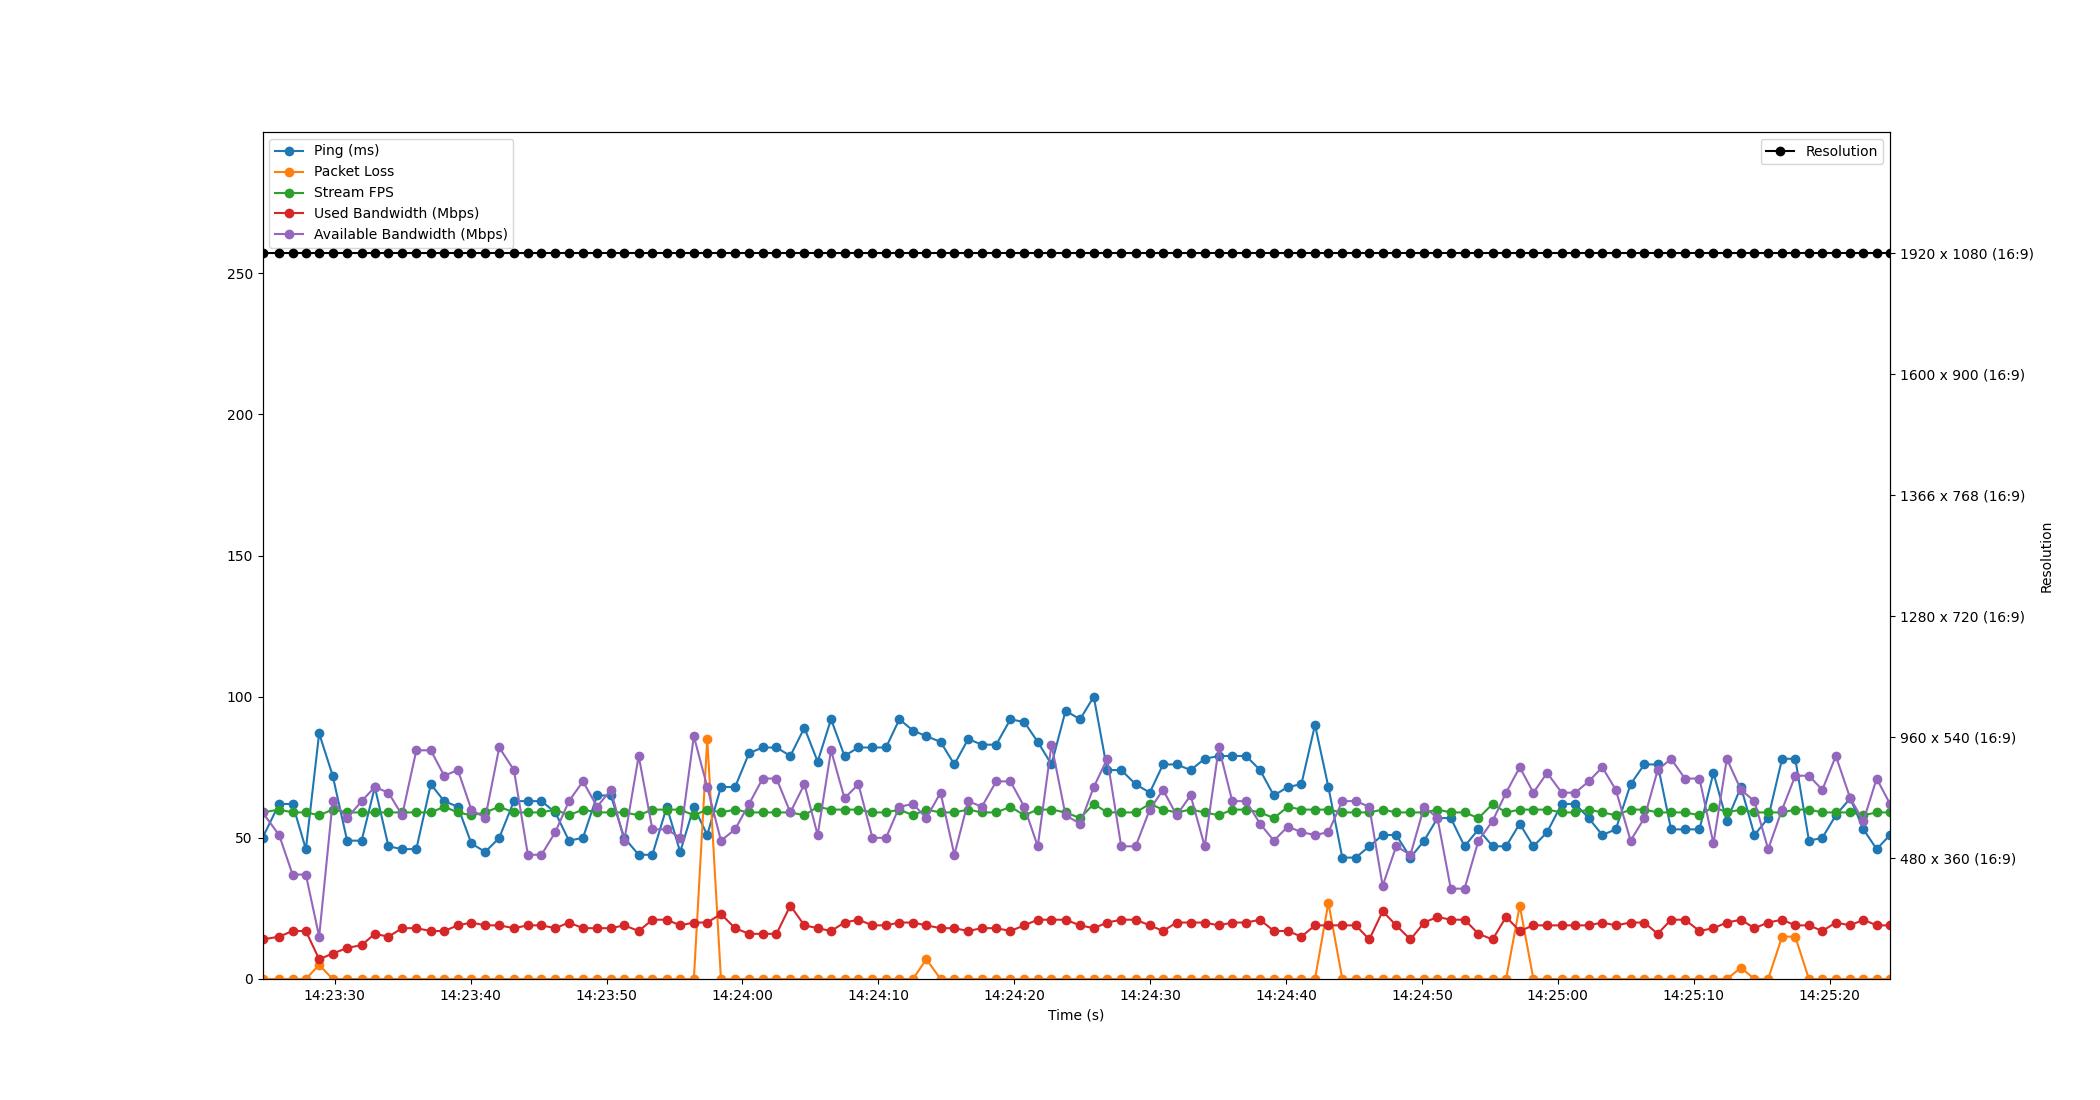 Ping (ms)
Packet Loss
Stream FPS
Used Bandwidth (Mbps)
Available Bandwidth (Mbps)
Resolution
250
200
150
100
50
0
1920 x 1080 (16:9)
1600 x 900 (16:9)
1366 x 768 (16:9)
1280 x 720 (16:9)
960 x 540 (16:9)
480 x 360 (16:9)
Resolution
14:23:30 14:23:40 14:23:50 14:24:00 14:24:10 14:24:20 14:24:30 14:24:40 14:24:50 14:25:00 14:25:10 14:25:20
Time (s)